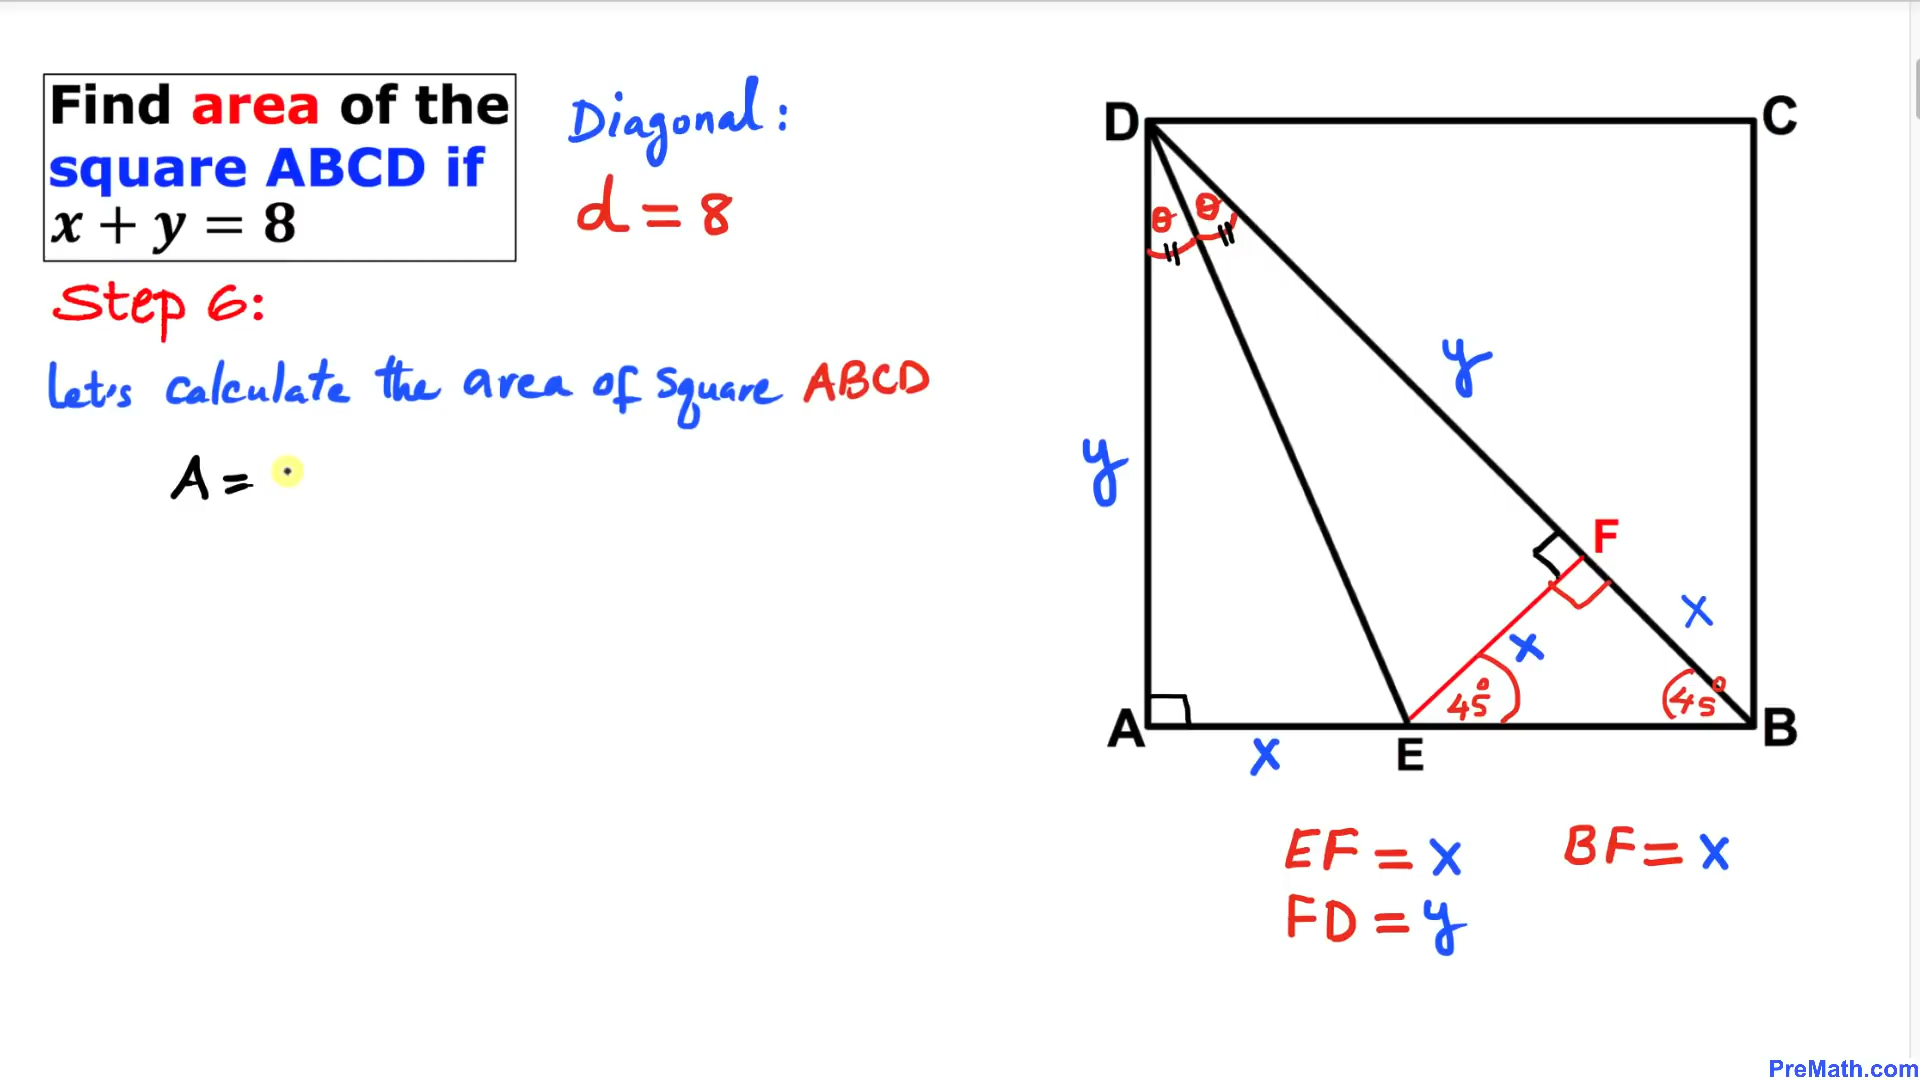 Find area of the
square ABCD if
x + y = 8
Diagonal:
d = 8
Step 6:
Let's calculate the area of square ABCD
A =
D
C
θ θ
y
y
F
x
x
45°
45°
A
B
E
x
EF = x
BF = x
FD = y
PreMath.com